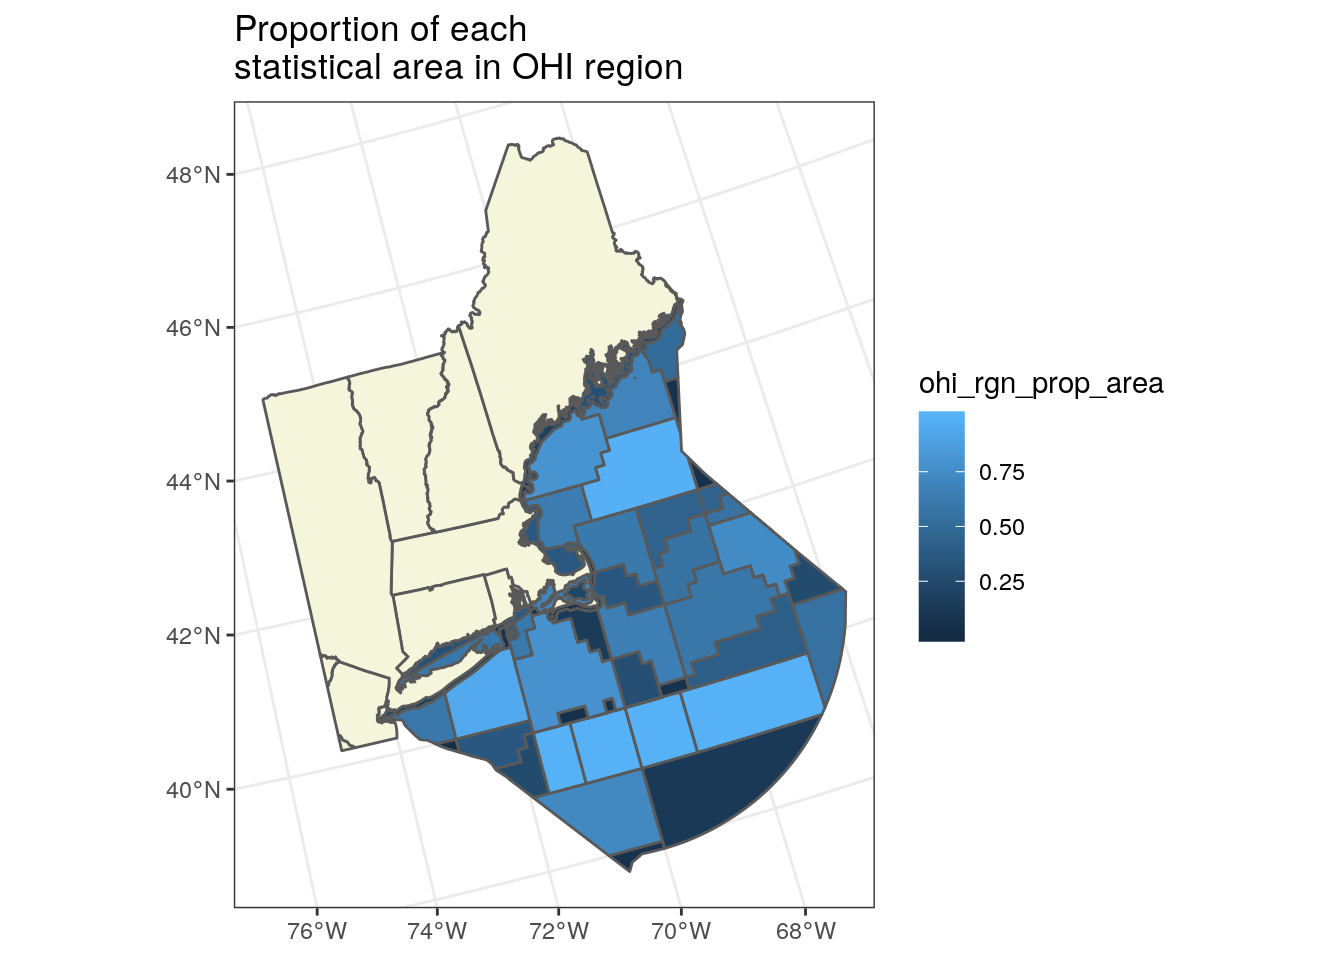 Proportion of each
statistical area in OHI region
48°N
46°N
44°N
42°N
40°N
76°W
74°W
72°W
70°W
68°W
ohi_rgn_prop_area
0.75
0.50
0.25